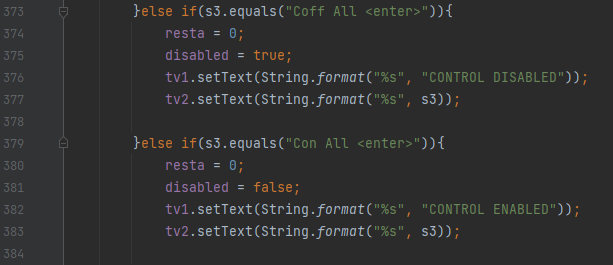 373 }else if(s3.equals("Coff All <enter>")){
374 resta = 0;
375 disabled = true;
376 tv1.setText(String.format("%s", "CONTROL DISABLED"));
377 tv2.setText(String.format("%s", s3));
378
379 }else if(s3.equals("Con All <enter>")){
380 resta = 0;
381 disabled = false;
382 tv1.setText(String.format("%s", "CONTROL ENABLED"));
383 tv2.setText(String.format("%s", s3));
384